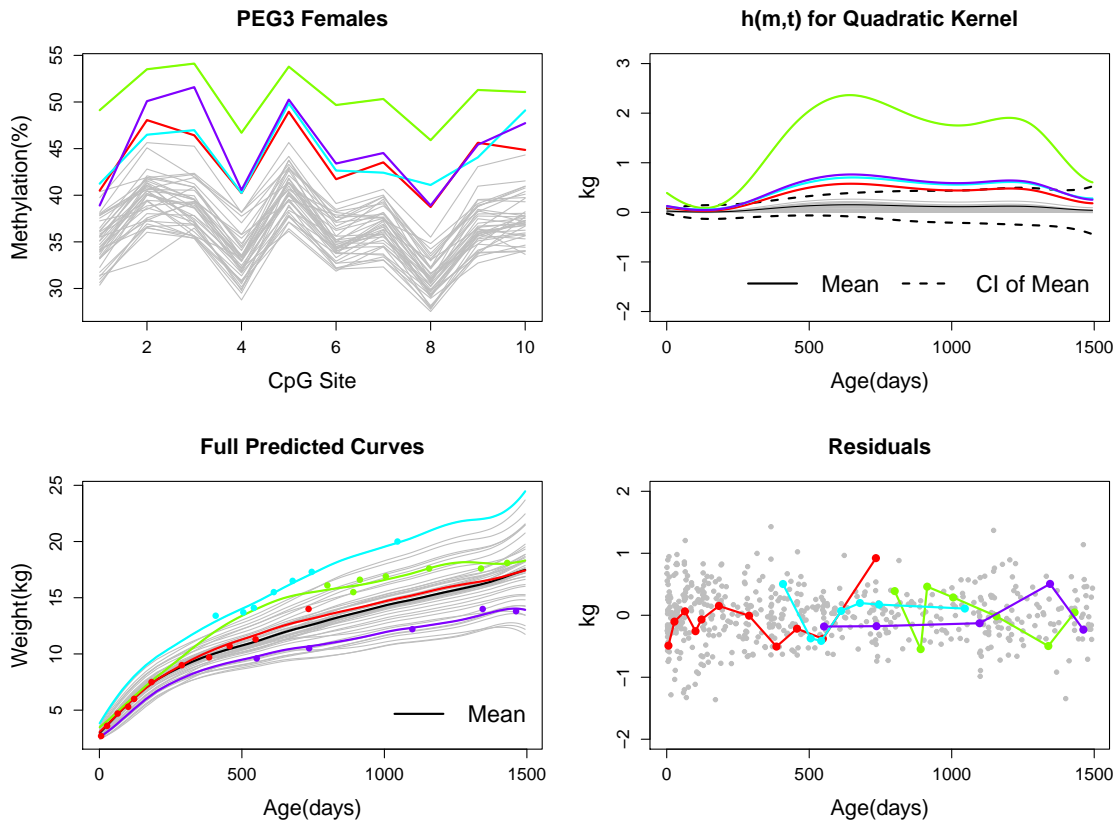 PEG3 Females
Methylation(%)
55
50
45
40
35
30
2
4
6
8
10
CpG Site
h(m,t) for Quadratic Kernel
kg
3
2
1
0
−1
−2
Mean
CI of Mean
0
500
1000
1500
Age(days)
Full Predicted Curves
Weight(kg)
25
20
15
10
5
Mean
0
500
1000
1500
Age(days)
Residuals
kg
2
1
0
−1
−2
0
500
1000
1500
Age(days)